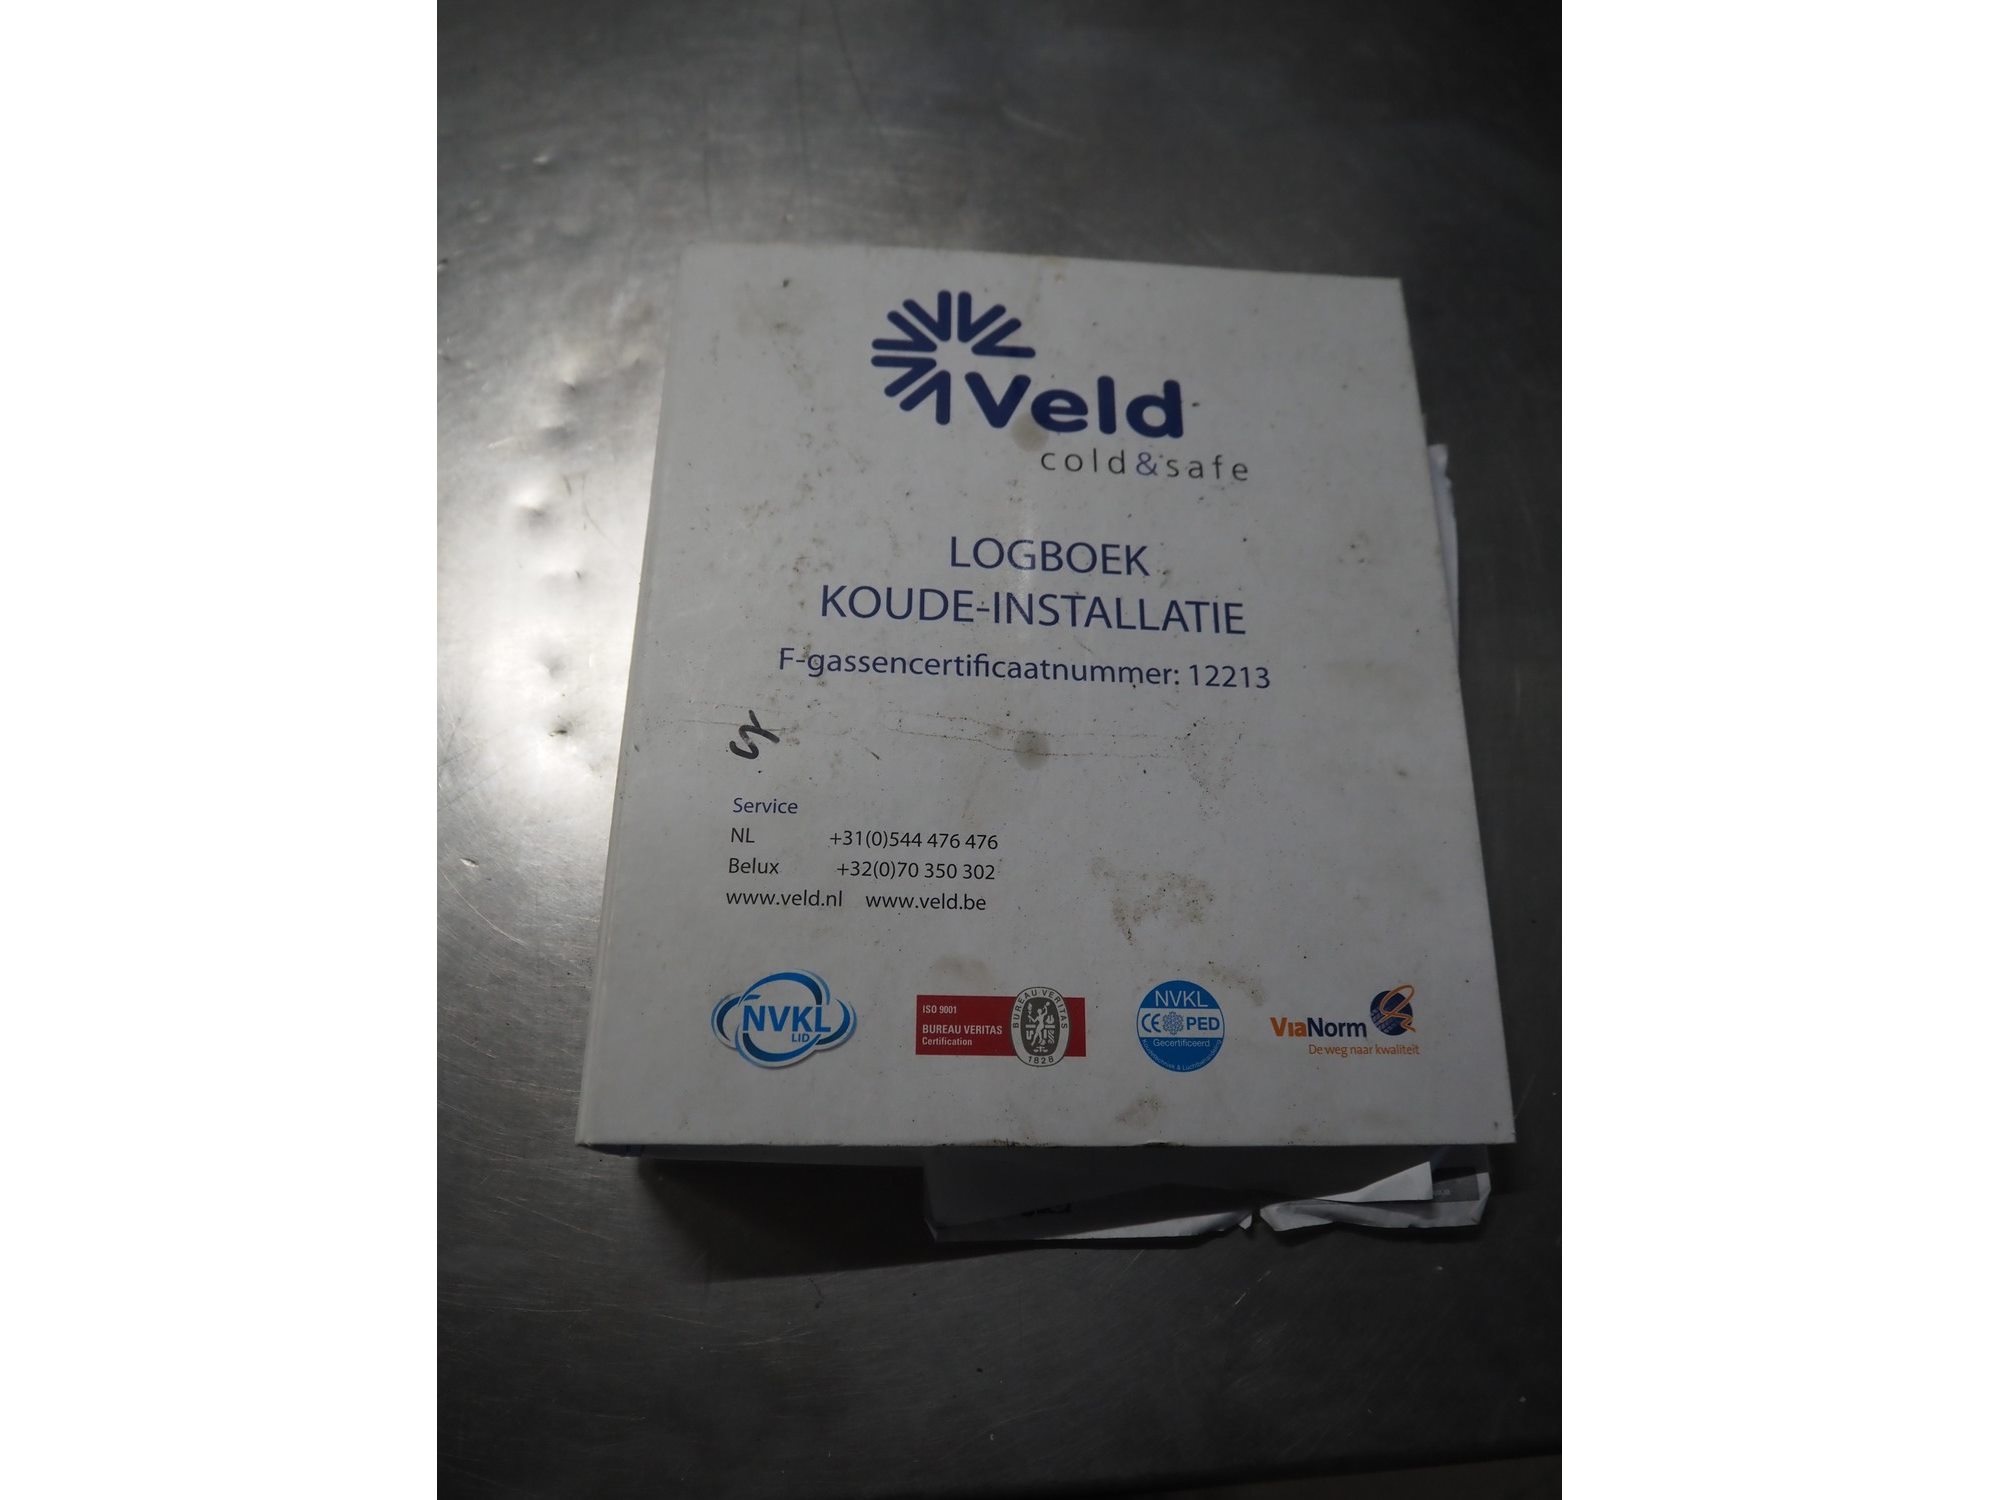 Veld
cold&safe
LOGBOEK
KOUDE-INSTALLATIE
F-gassencertificaatnummer: 12213
Service
NL +31(0)544 476 476
Belux +32(0)70 350 302
www.veld.nl www.veld.be
NVKL
LID
ISO 9001
BUREAU VERITAS
Certification
BUREAU VERITAS
1828
NVKL
CE PED
Gecertificeerd
ViaNorm
De weg naar kwaliteit